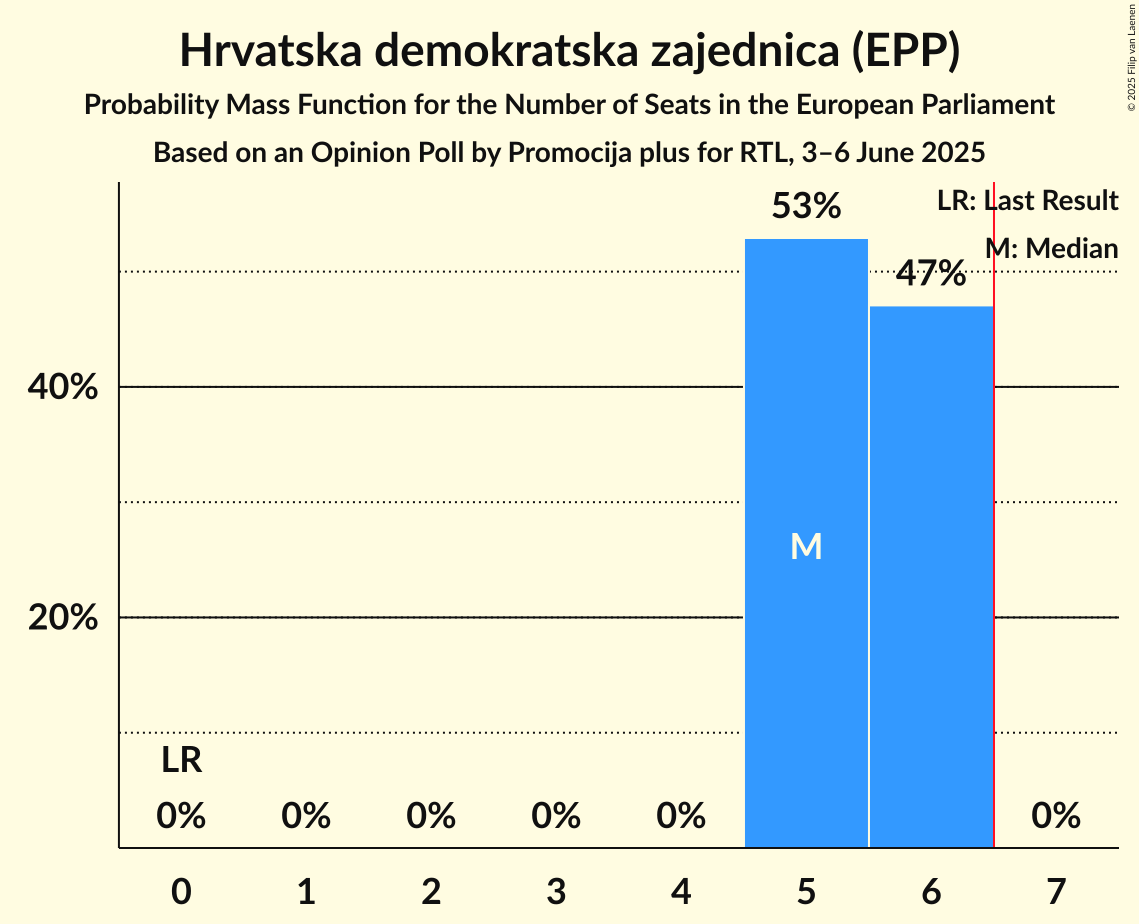 Hrvatska demokratska zajednica (EPP)
Probability Mass Function for the Number of Seats in the European Parliament
Based on an Opinion Poll by Promocija plus for RTL, 3–6 June 2025
© 2025 Filip van Laenen
LR: Last Result
M: Median
53%
47%
40%
20%
M
LR
0% 0% 0% 0% 0% 0%
0 1 2 3 4 5 6 7